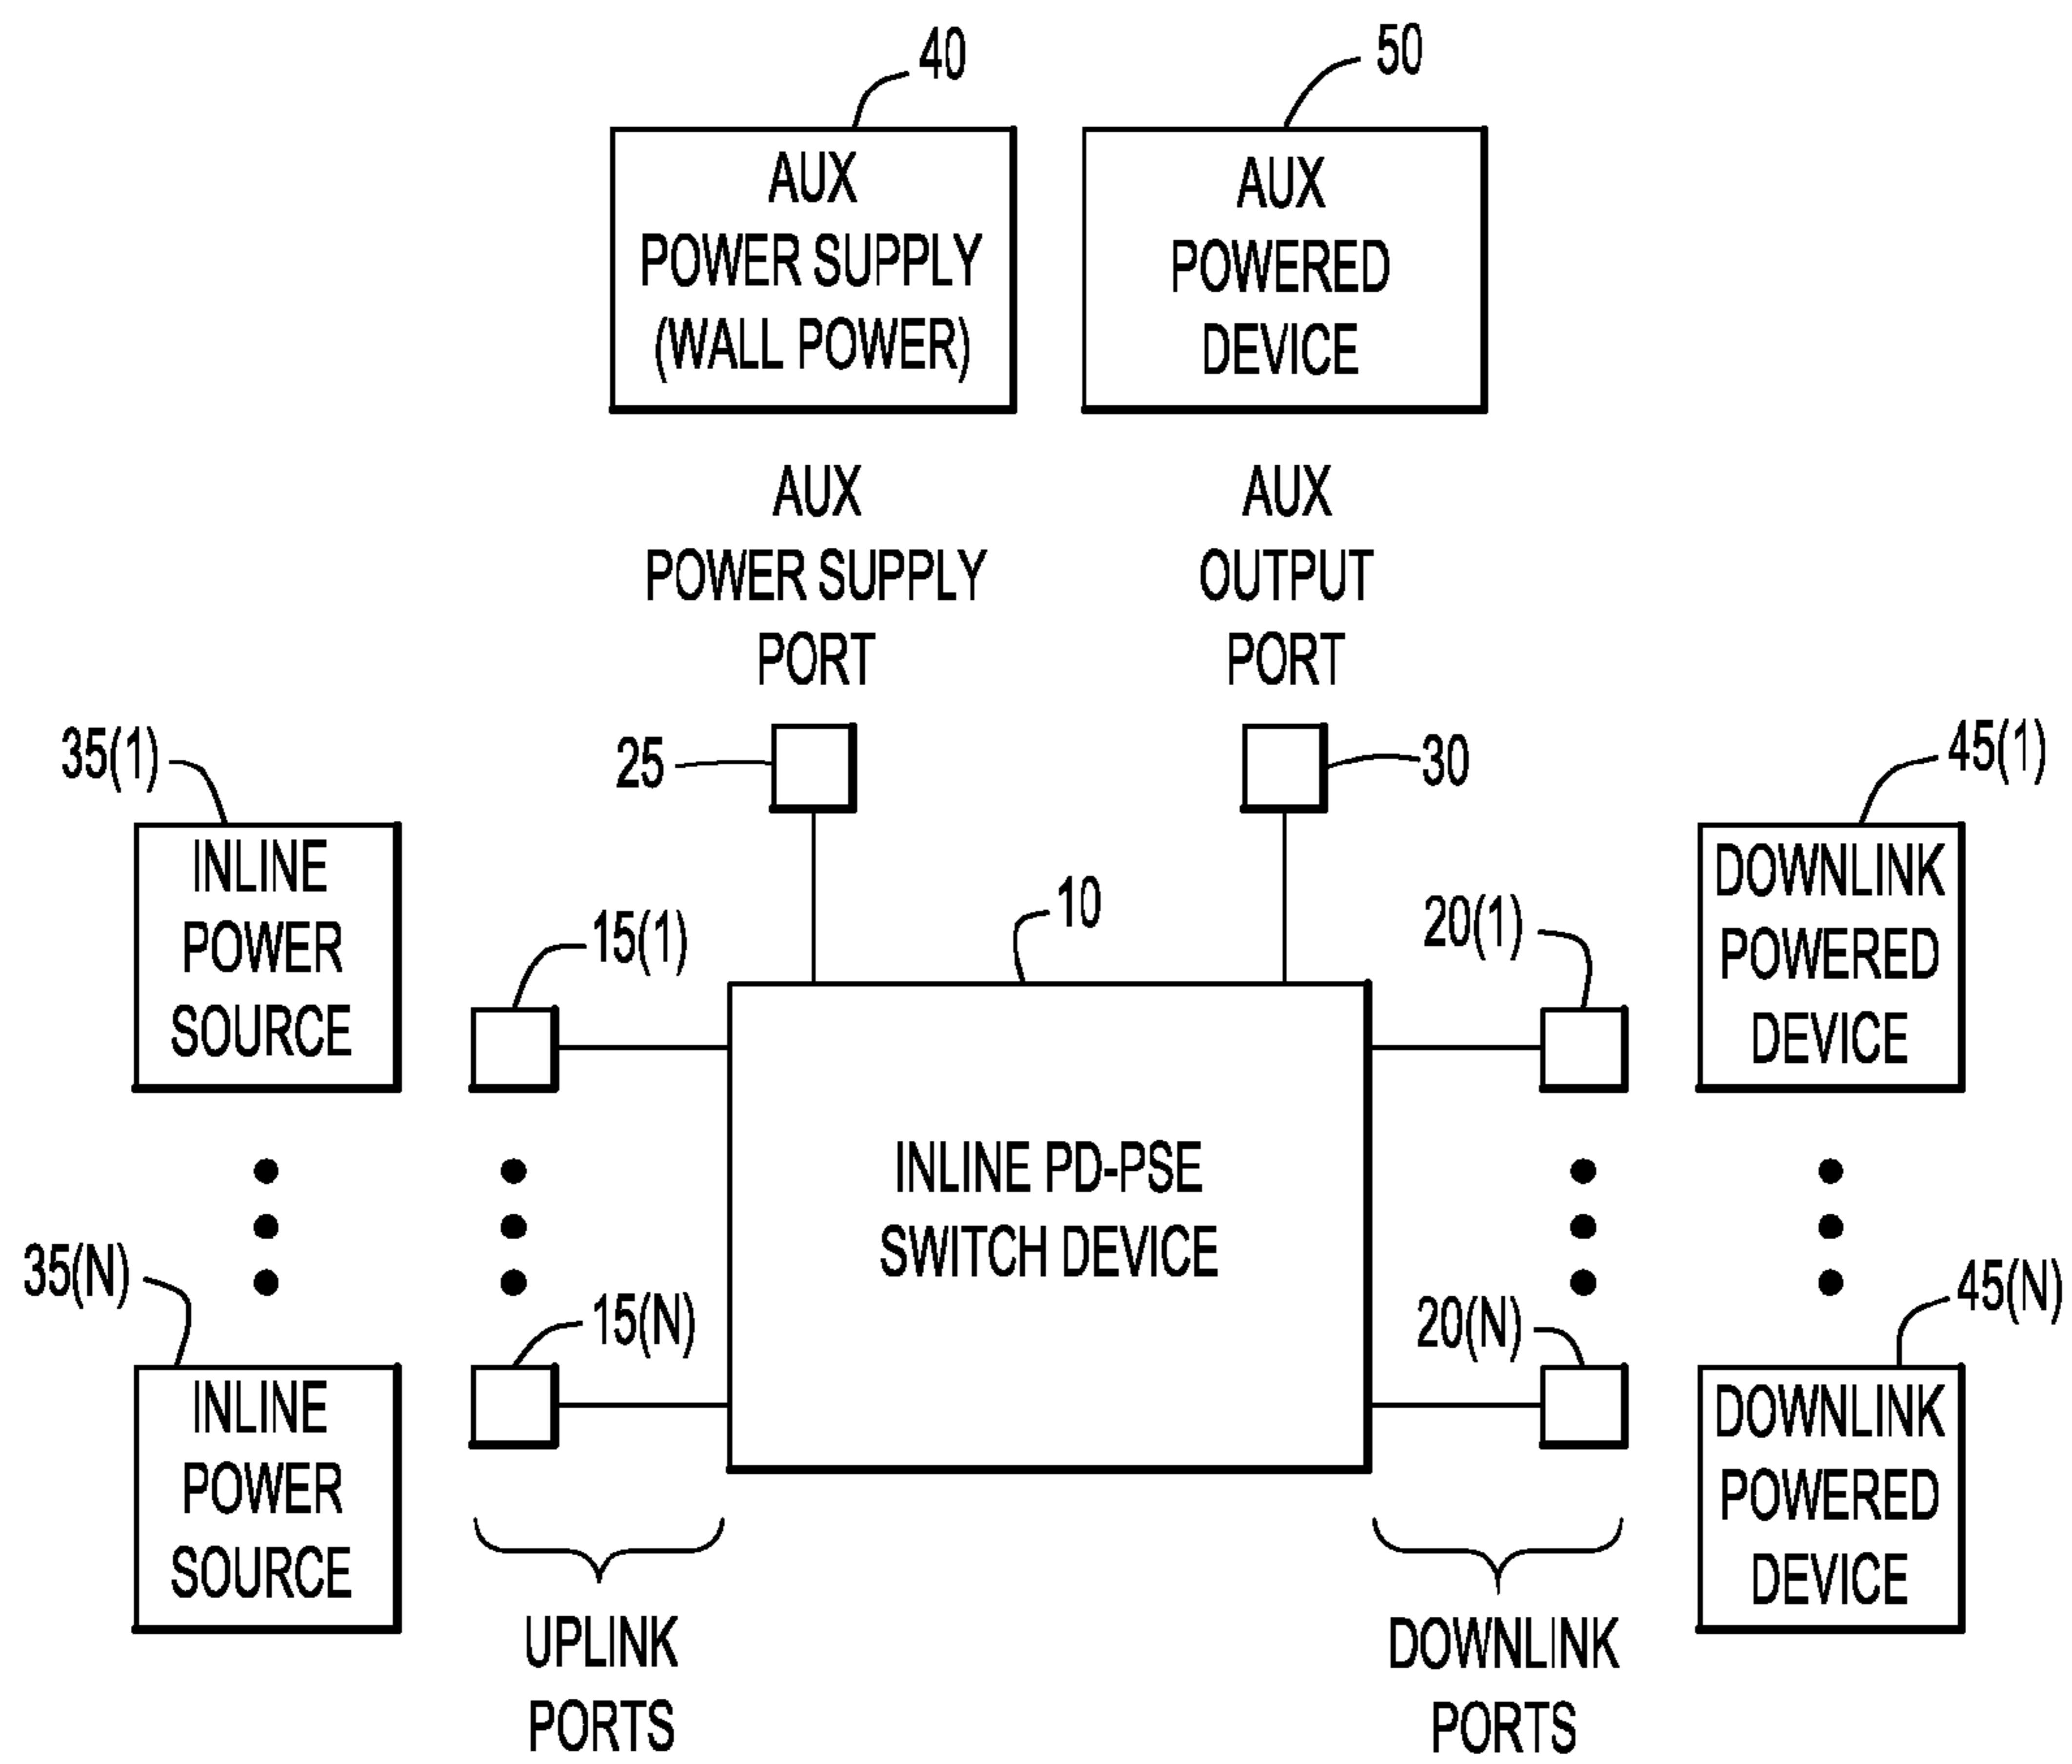 40
50
AUX
POWER SUPPLY
(WALL POWER)
AUX
POWERED
DEVICE
AUX
POWER SUPPLY
PORT
AUX
OUTPUT
PORT
25
30
35(1)
INLINE
POWER
SOURCE
15(1)
10
20(1)
45(1)
DOWNLINK
POWERED
DEVICE
INLINE PD-PSE
SWITCH DEVICE
35(N)
INLINE
POWER
SOURCE
15(N)
20(N)
45(N)
DOWNLINK
POWERED
DEVICE
UPLINK
PORTS
DOWNLINK
PORTS